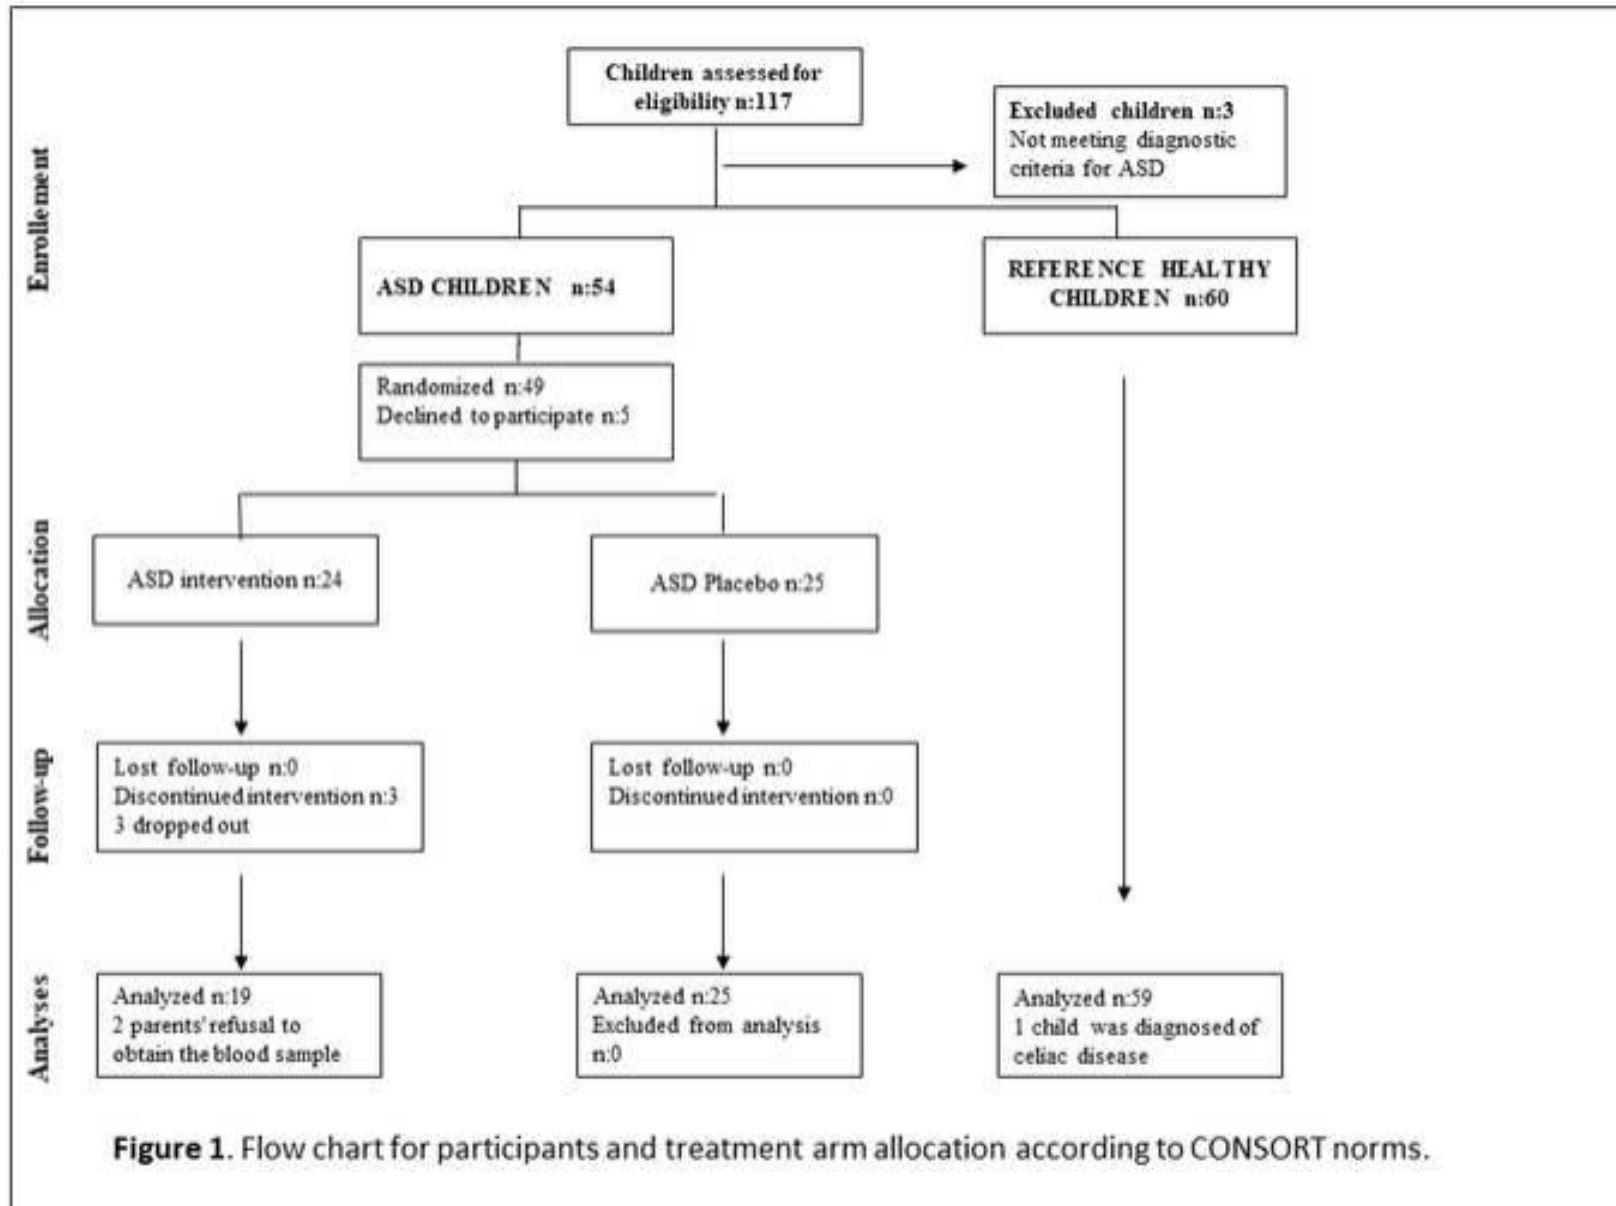 Children assessed for
eligibility n:117
Excluded children n:3
Not meeting diagnostic
criteria for ASD
Enrollement
ASD CHILDREN n:54
REFERENCE HEALTHY
CHILDREN n:60
Randomized n:49
Declined to participate n:5
Allocation
ASD intervention n:24
ASD Placebo n:25
Follow-up
Lost follow-up n:0
Discontinued intervention n:3
3 dropped out
Lost follow-up n:0
Discontinued intervention n:0
Analyses
Analyzed n:19
2 parents' refusal to
obtain the blood sample
Analyzed n:25
Excluded from analysis
n:0
Analyzed n:59
1 child was diagnosed of
celiac disease
Figure 1. Flow chart for participants and treatment arm allocation according to CONSORT norms.